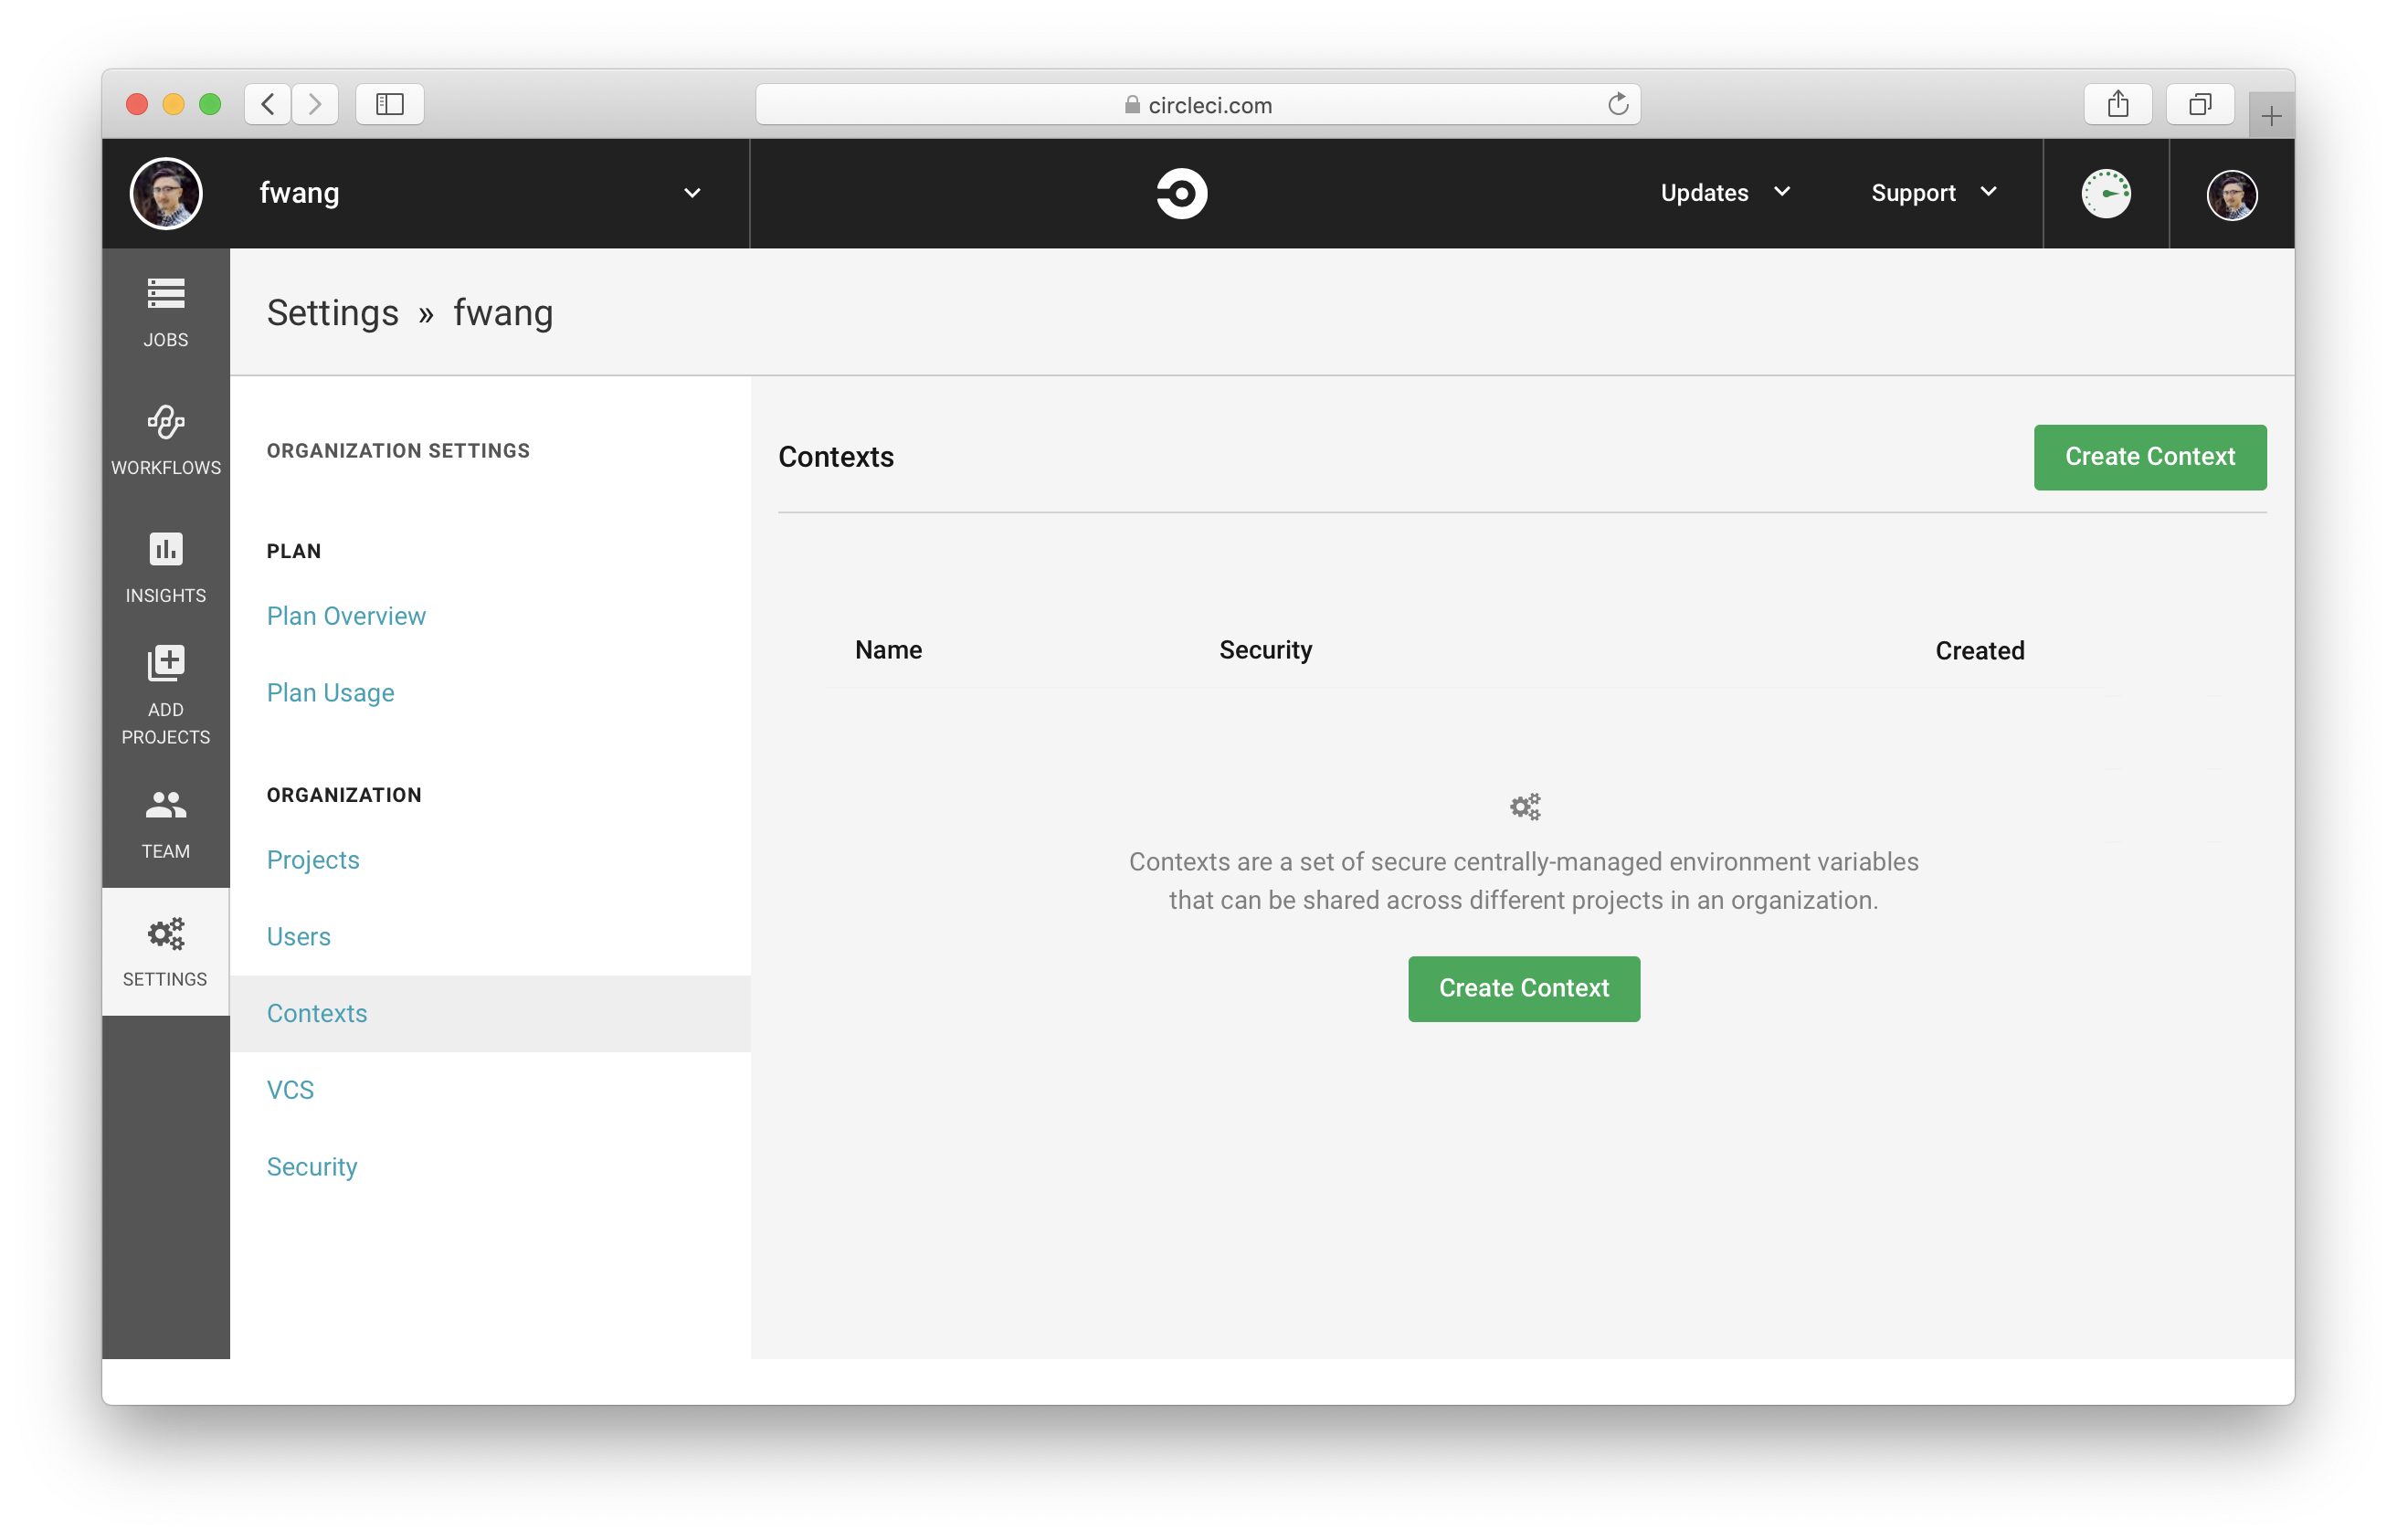 circleci.com
fwang
Updates
Support
JOBS
WORKFLOWS
INSIGHTS
ADD
PROJECTS
TEAM
SETTINGS
Settings » fwang
ORGANIZATION SETTINGS
PLAN
Plan Overview
Plan Usage
ORGANIZATION
Projects
Users
Contexts
VCS
Security
Contexts
Create Context
Name Security Created
Contexts are a set of secure centrally-managed environment variables
that can be shared across different projects in an organization.
Create Context